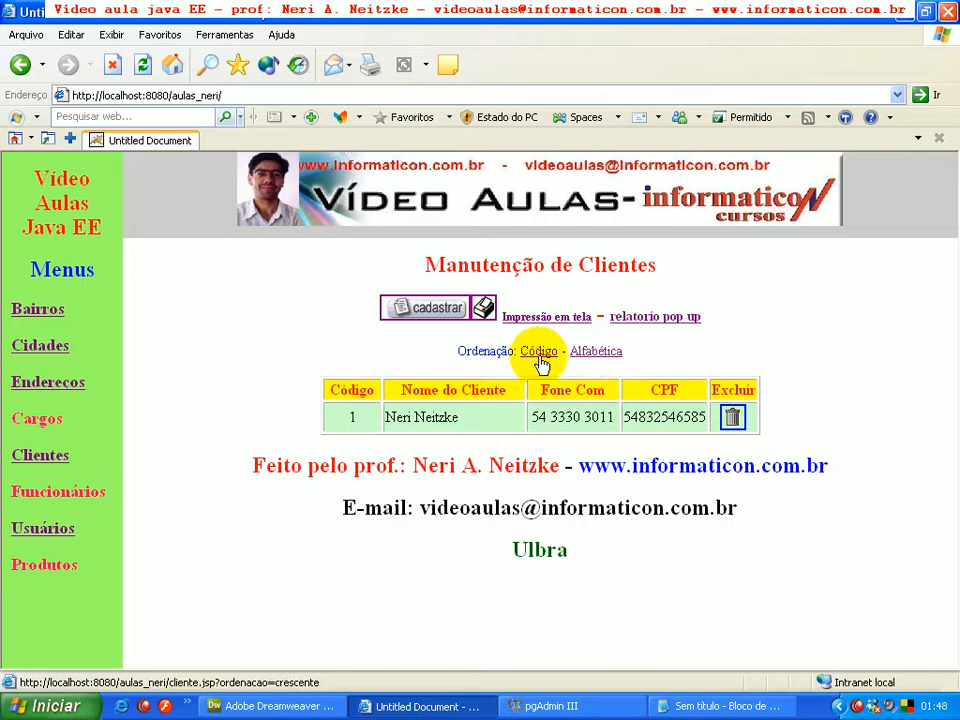 Unti
Vídeo aula java EE – prof: Neri A. Neitzke – videoaulas@informaticon.com.br – www.informaticon.com.br
Arquivo Editar Exibir Favoritos Ferramentas Ajuda
Endereço http://localhost:8080/aulas_neri/ Ir
Pesquisar web... Favoritos Estado do PC Spaces Permitido
Untitled Document
www.informaticon.com.br - videoaulas@informaticon.com.br
VÍDEO AULAS- informaticon
cursos
Vídeo
Aulas
Java EE
Menus
Bairros
Cidades
Endereços
Cargos
Clientes
Funcionários
Usuários
Produtos
Manutenção de Clientes
cadastrar Impressão em tela - relatorio pop up
Ordenação: Código - Alfabética
Código Nome do Cliente Fone Com CPF Excluir
1 Neri Neitzke 54 3330 3011 54832546585
Feito pelo prof.: Neri A. Neitzke - www.informaticon.com.br
E-mail: videoaulas@informaticon.com.br
Ulbra
http://localhost:8080/aulas_neri/cliente.jsp?ordenacao=crescente Intranet local
Iniciar Adobe Dreamweaver ... Untitled Document - ... pgAdmin III Sem título - Bloco de ... 01:48